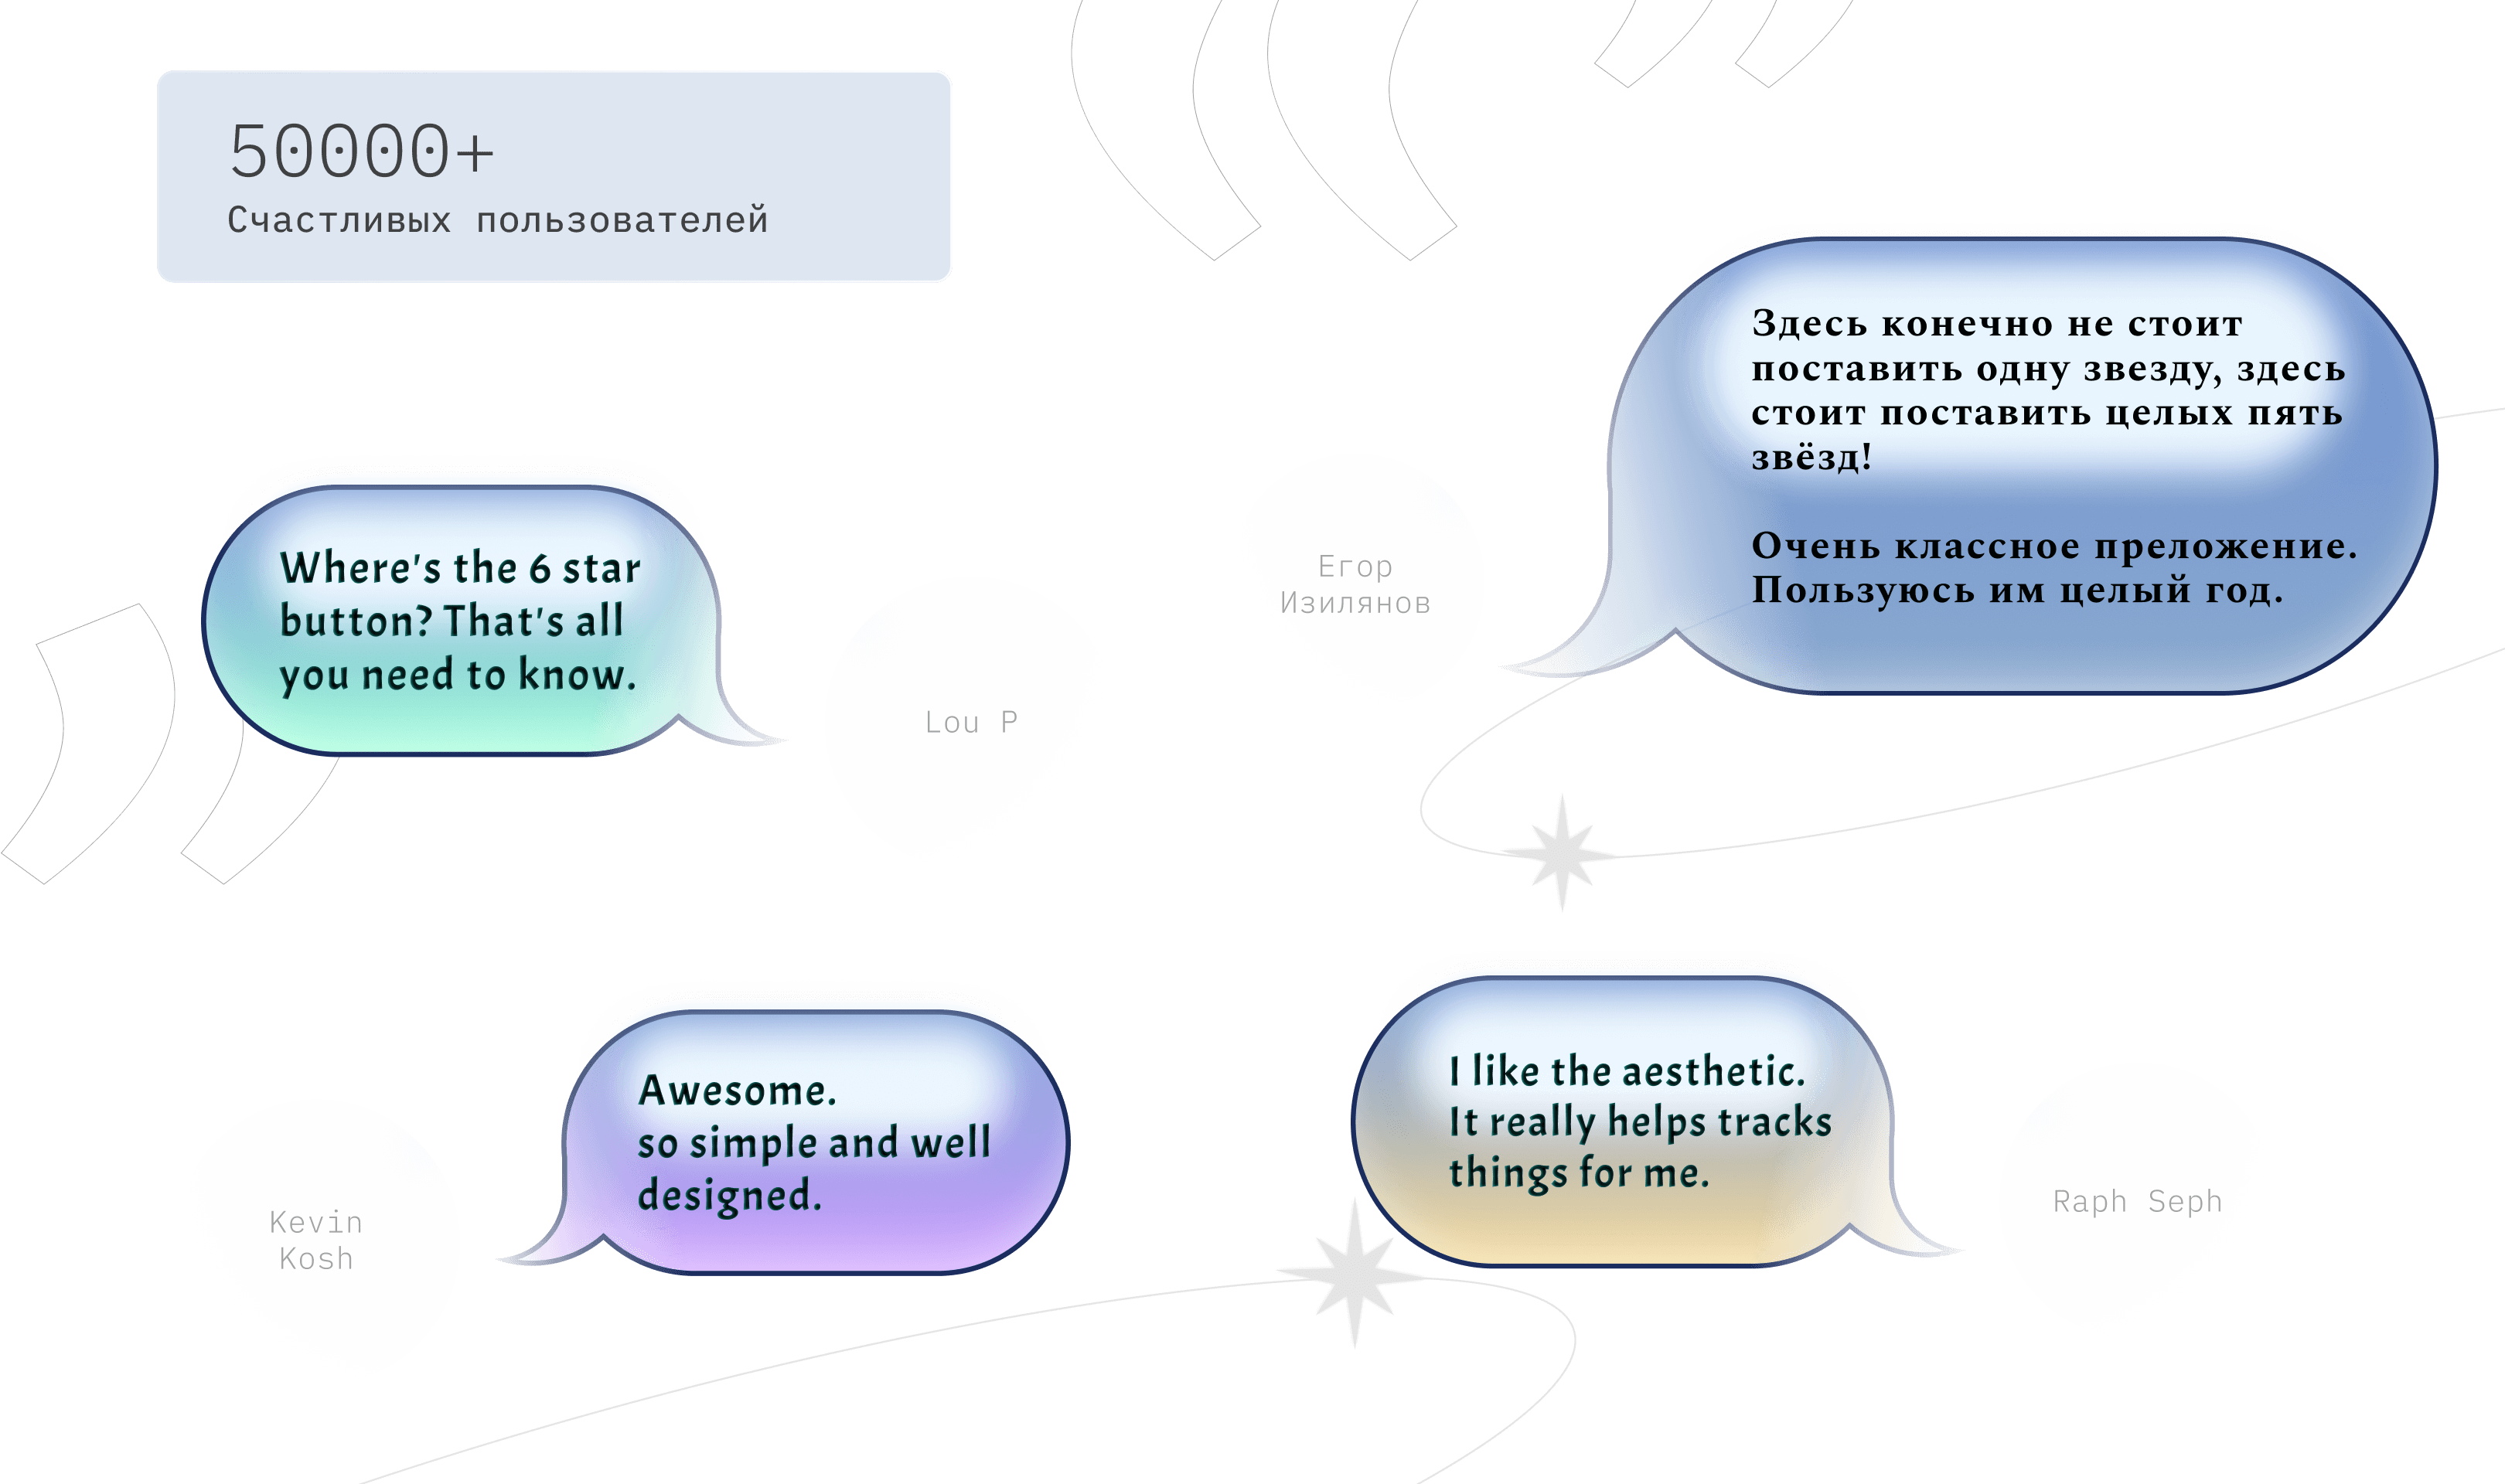 50000+
Счастливых пользователей
Здесь конечно не стоит
поставить одну звезду, здесь
стоит поставить целых пять
звёзд!
Очень классное преложение.
Пользуюсь им целый год.
Егор
Изилянов
Where's the 6 star
button? That's all
you need to know.
Lou P
Awesome.
so simple and well
designed.
Kevin
Kosh
I like the aesthetic.
It really helps tracks
things for me.
Raph Seph